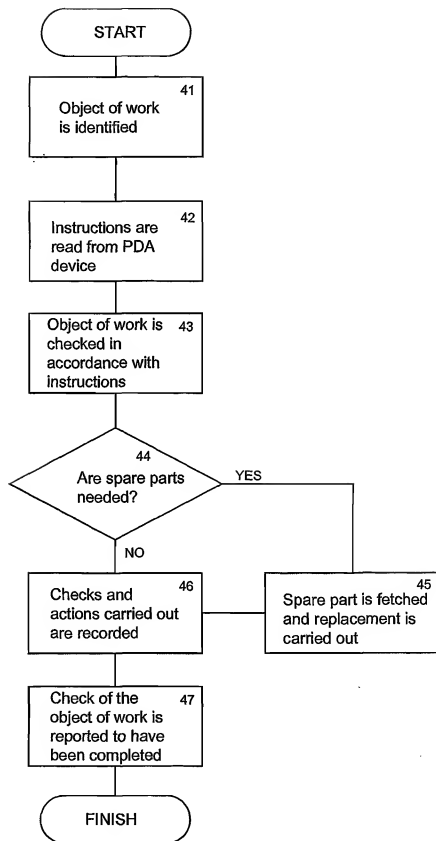 START
41
Object of work
is identified
42
Instructions are
read from PDA
device
43
Object of work is
checked in
accordance with
instructions
44
Are spare parts
needed?
YES
NO
46
Checks and
actions carried out
are recorded
45
Spare part is fetched
and replacement is
carried out
47
Check of the
object of work is
reported to have
been completed
FINISH